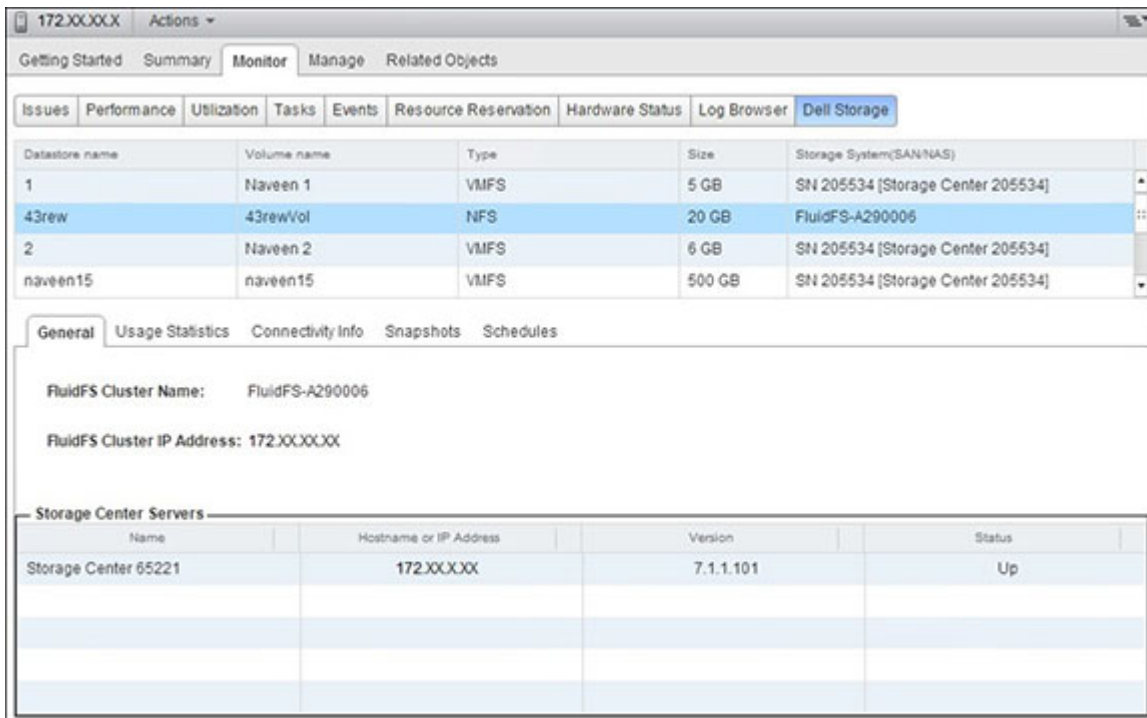 172.XX.XX.X Actions
Getting Started Summary Monitor Manage Related Objects
Issues Performance Utilization Tasks Events Resource Reservation Hardware Status Log Browser Dell Storage
Datastore name Volume name Type Size Storage System(SAN/NAS)
1 Naveen 1 VMFS 5 GB SN 205534 [Storage Center 205534]
43rew 43rewVol NFS 20 GB FluidFS-A290006
2 Naveen 2 VMFS 6 GB SN 205534 [Storage Center 205534]
naveen15 naveen15 VMFS 500 GB SN 205534 [Storage Center 205534]
General Usage Statistics Connectivity Info Snapshots Schedules
FluidFS Cluster Name: FluidFS-A290006
FluidFS Cluster IP Address: 172.XX.XX.XX
Storage Center Servers
Name Hostname or IP Address Version Status
Storage Center 65221 172.XX.X.XX 7.1.1.101 Up